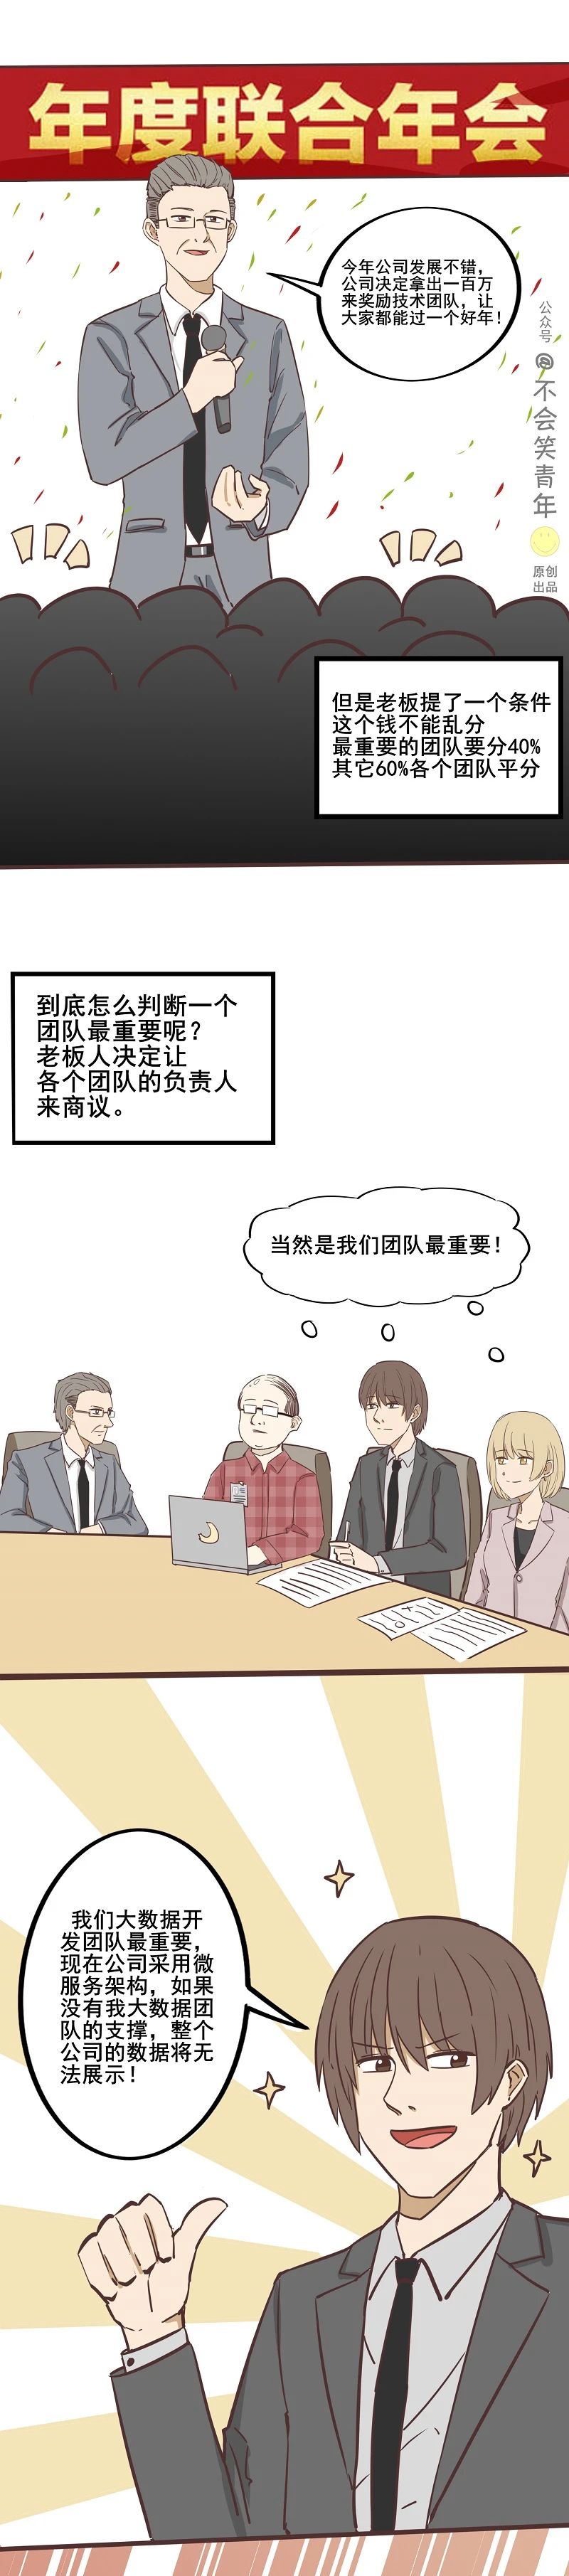 年度联合年会
今年公司发展不错，
公司决定拿出一百万
来奖励技术团队，让
大家都能过一个好年！
公众号
@不会笑青年
原创
出品
但是老板提了一个条件
这个钱不能乱分
最重要的团队要分40%
其它60%各个团队平分
到底怎么判断一个
团队最重要呢？
老板人决定让
各个团队的负责人
来商议。
当然是我们团队最重要！
我们大数据开
发团队最重要，
现在公司采用微
服务架构，如果
没有我大数据团
队的支撑，整个
公司的数据将无
法展示！